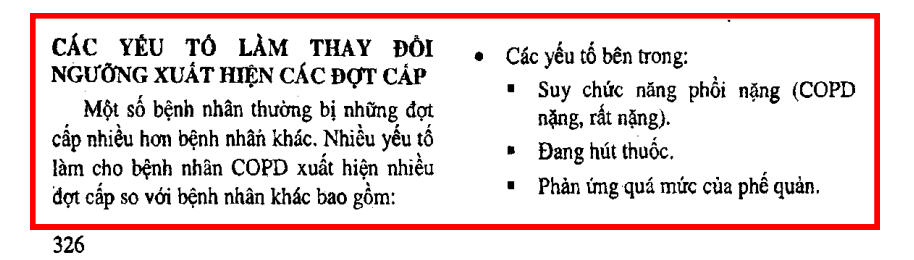 CÁC YẾU TỐ LÀM THAY ĐỔI
NGƯỠNG XUẤT HIỆN CÁC ĐỢT CẤP
Một số bệnh nhân thường bị những đợt
cấp nhiều hơn bệnh nhân khác. Nhiều yếu tố
làm cho bệnh nhân COPD xuất hiện nhiều
đợt cấp so với bệnh nhân khác bao gồm:
• Các yếu tố bên trong:
▪ Suy chức năng phổi nặng (COPD
nặng, rất nặng).
▪ Đang hút thuốc.
▪ Phản ứng quá mức của phế quản.
326